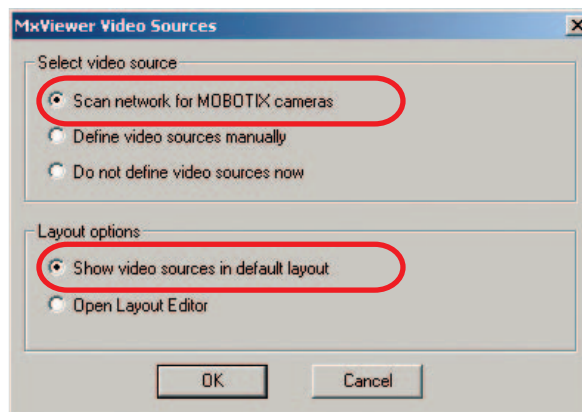 MxViewer Video Sources
Select video source
Scan network for MOBOTIX cameras
Define video sources manually
Do not define video sources now
Layout options
Show video sources in default layout
Open Layout Editor
OK
Cancel